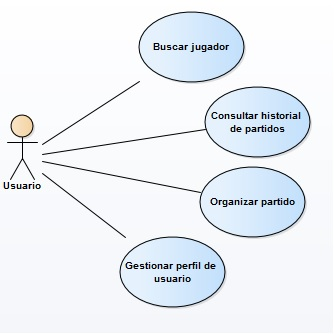 Buscar jugador
Consultar historial
de partidos
Usuario
Organizar partido
Gestionar perfil de
usuario